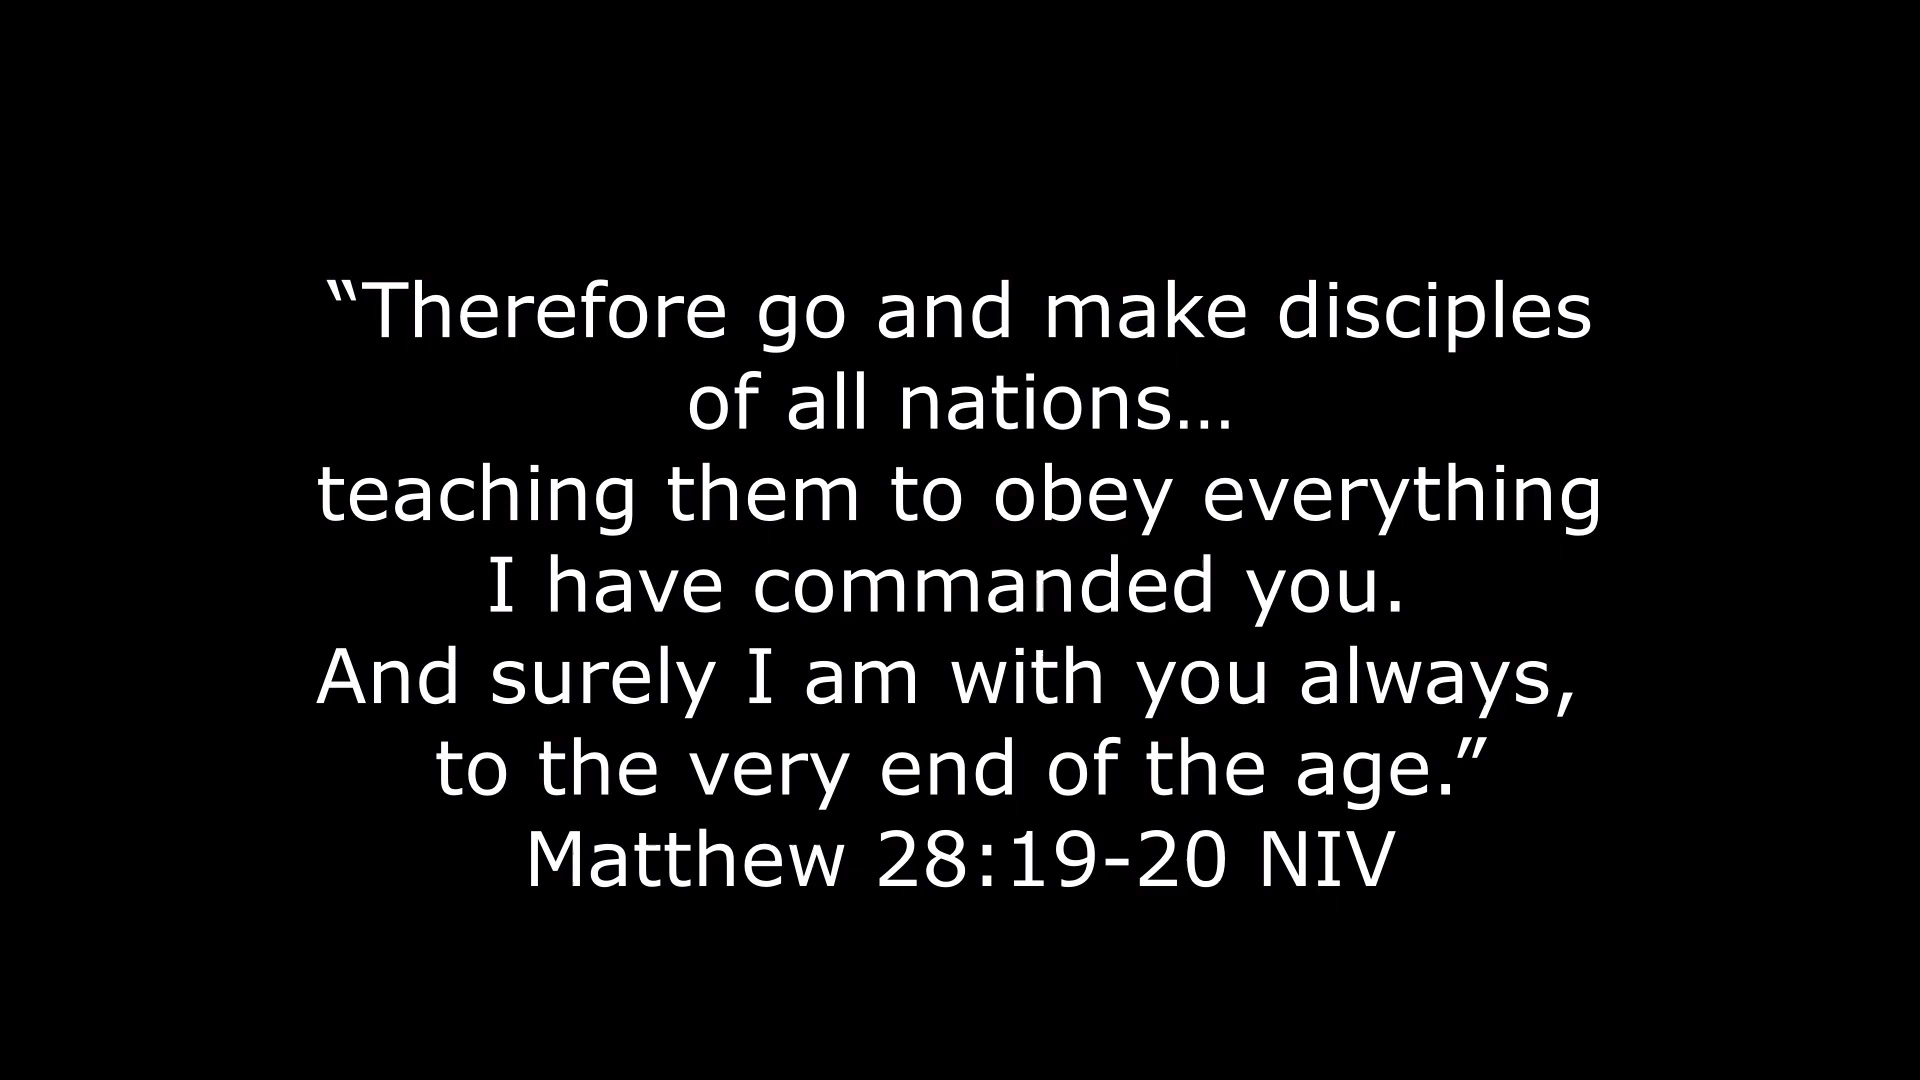 “Therefore go and make disciples
of all nations…
teaching them to obey everything
I have commanded you.
And surely I am with you always,
to the very end of the age.”
Matthew 28:19-20 NIV